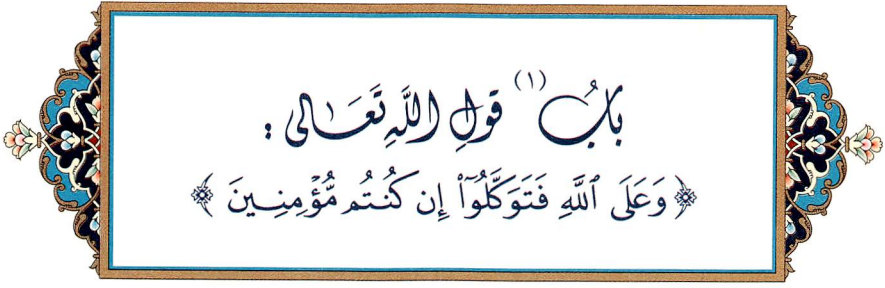 بَابُ (١) قَوْلِ اللَّهِ تَعَالَى :
﴿ وَعَلَى ٱللَّهِ فَتَوَكَّلُوٓا۟ إِن كُنتُم مُّؤْمِنِينَ ﴾